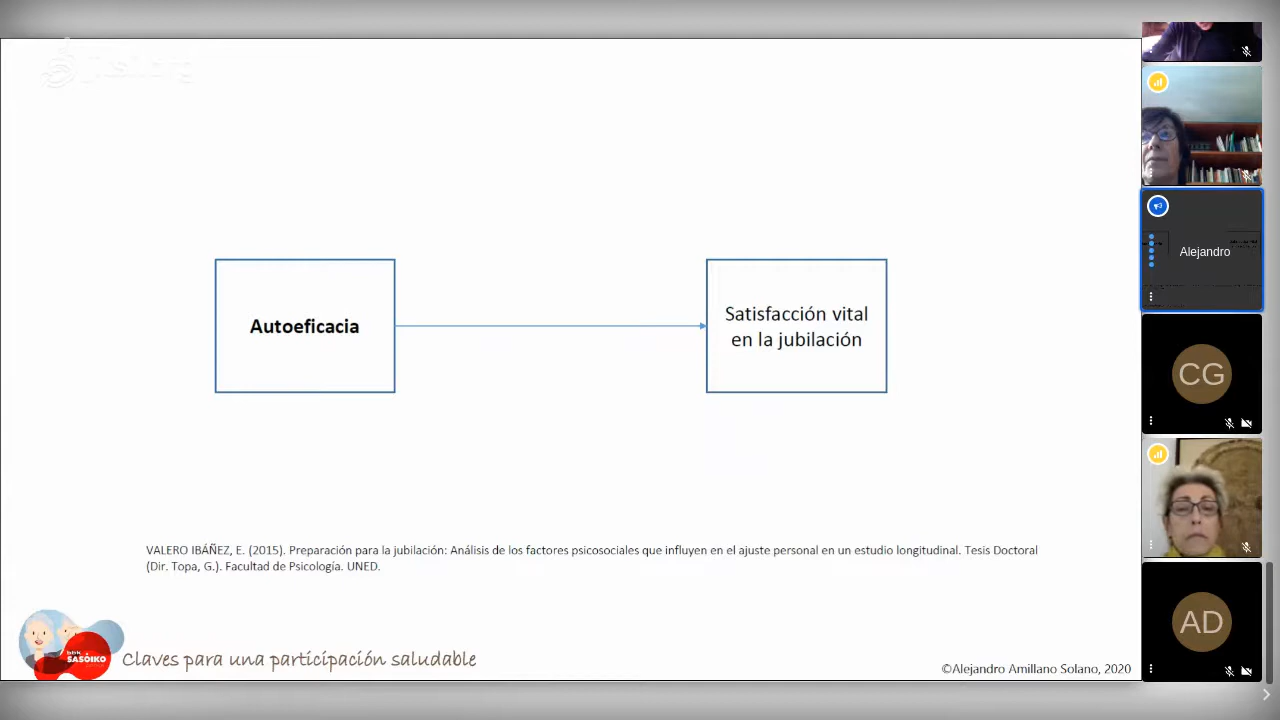 Autoeficacia
Satisfacción vital
en la jubilación
VALERO IBÁÑEZ, E. (2015). Preparación para la jubilación: Análisis de los factores psicosociales que influyen en el ajuste personal en un estudio longitudinal. Tesis Doctoral
(Dir. Topa, G.). Facultad de Psicología. UNED.
bbk
SASOIKO
Claves para una participación saludable
©Alejandro Amillano Solano, 2020
Alejandro
CG
AD